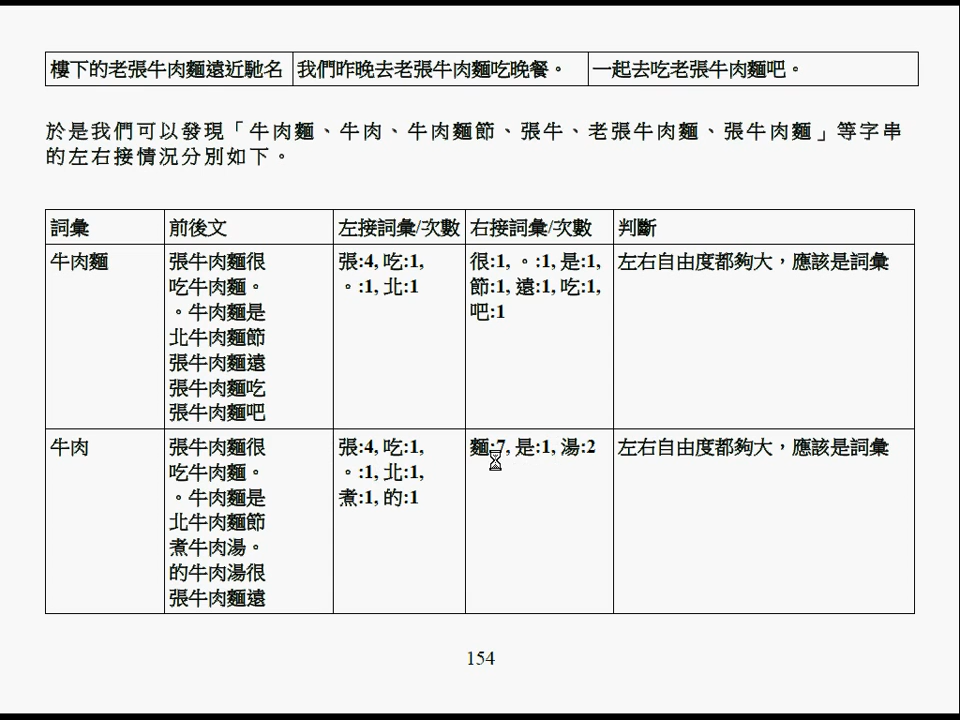 樓下的老張牛肉麵遠近馳名 我們昨晚去老張牛肉麵吃晚餐。 一起去吃老張牛肉麵吧。
於是我們可以發現「牛肉麵、牛肉、牛肉麵節、張牛、老張牛肉麵、張牛肉麵」等字串
的左右接情況分別如下。
詞彙 前後文 左接詞彙/次數 右接詞彙/次數 判斷
牛肉麵 張牛肉麵很 張:4, 吃:1, 很:1, 。:1, 是:1, 左右自由度都夠大，應該是詞彙
吃牛肉麵。 。:1, 北:1 節:1, 遠:1, 吃:1,
。牛肉麵是 吧:1
北牛肉麵節
張牛肉麵遠
張牛肉麵吃
張牛肉麵吧
牛肉 張牛肉麵很 張:4, 吃:1, 麵:7, 是:1, 湯:2 左右自由度都夠大，應該是詞彙
吃牛肉麵。 。:1, 北:1,
。牛肉麵是 煮:1, 的:1
北牛肉麵節
煮牛肉湯。
的牛肉湯很
張牛肉麵遠
154